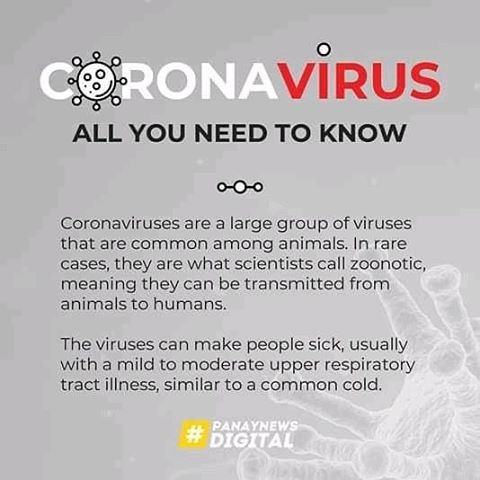 CORONAVIRUS
ALL YOU NEED TO KNOW
Coronaviruses are a large group of viruses
that are common among animals. In rare
cases, they are what scientists call zoonotic,
meaning they can be transmitted from
animals to humans.
The viruses can make people sick, usually
with a mild to moderate upper respiratory
tract illness, similar to a common cold.
# PANAYNEWS
DIGITAL